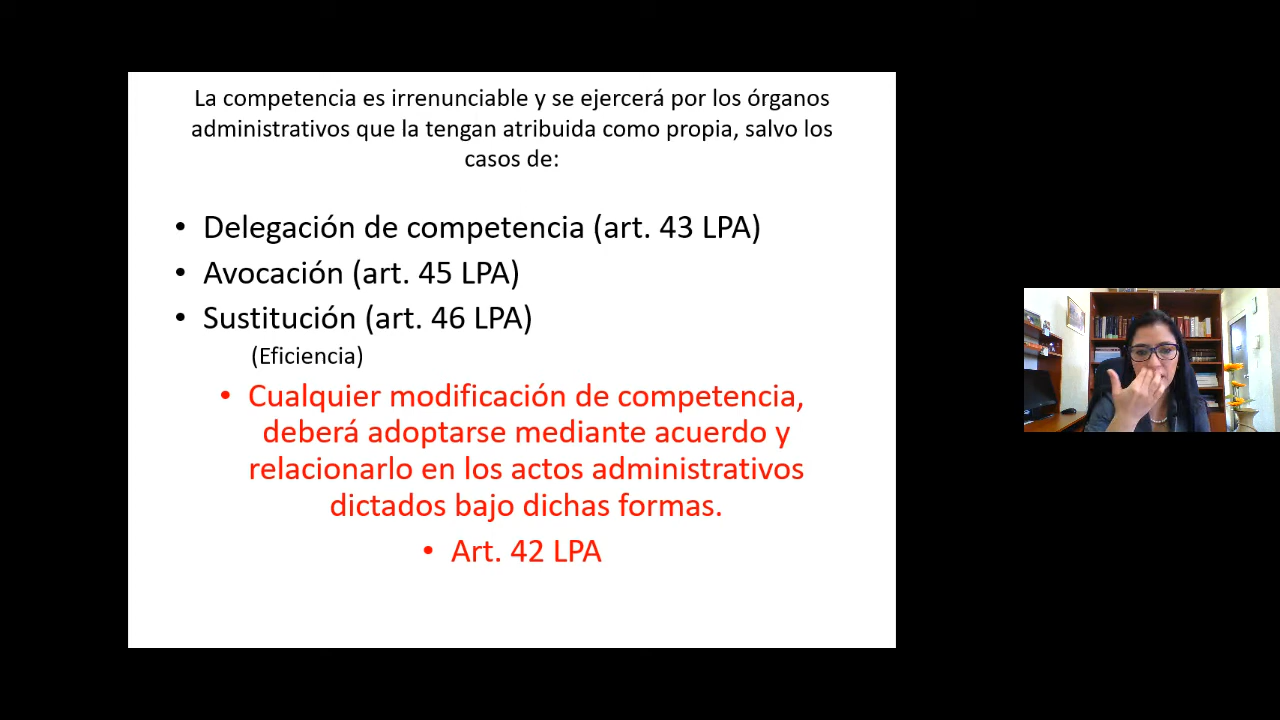 La competencia es irrenunciable y se ejercerá por los órganos
administrativos que la tengan atribuida como propia, salvo los
casos de:
• Delegación de competencia (art. 43 LPA)
• Avocación (art. 45 LPA)
• Sustitución (art. 46 LPA)
(Eficiencia)
• Cualquier modificación de competencia,
deberá adoptarse mediante acuerdo y
relacionarlo en los actos administrativos
dictados bajo dichas formas.
• Art. 42 LPA